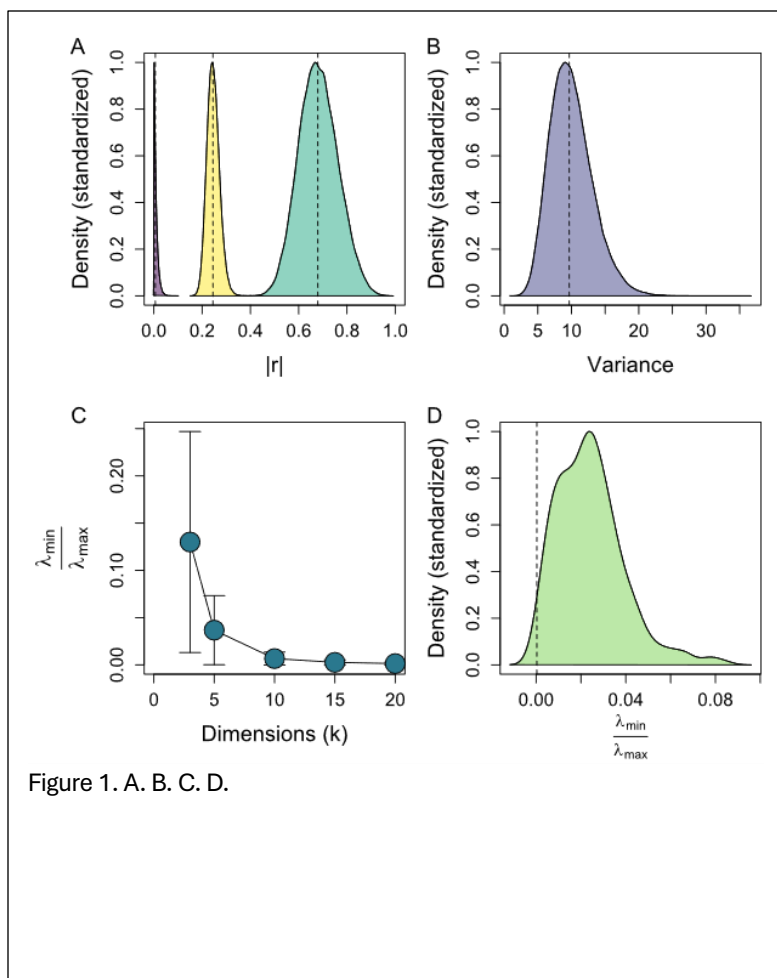 A
Density (standardized)
1.0
0.8
0.6
0.4
0.2
0.0
0.0 0.2 0.4 0.6 0.8 1.0
|r|
B
Density (standardized)
1.0
0.8
0.6
0.4
0.2
0.0
0 5 10 20 30
Variance
C
λmin
λmax
0.20
0.10
0.00
0 5 10 15 20
Dimensions (k)
D
Density (standardized)
1.0
0.8
0.6
0.4
0.2
0.0
0.00 0.04 0.08
λmin
λmax
Figure 1. A. B. C. D.